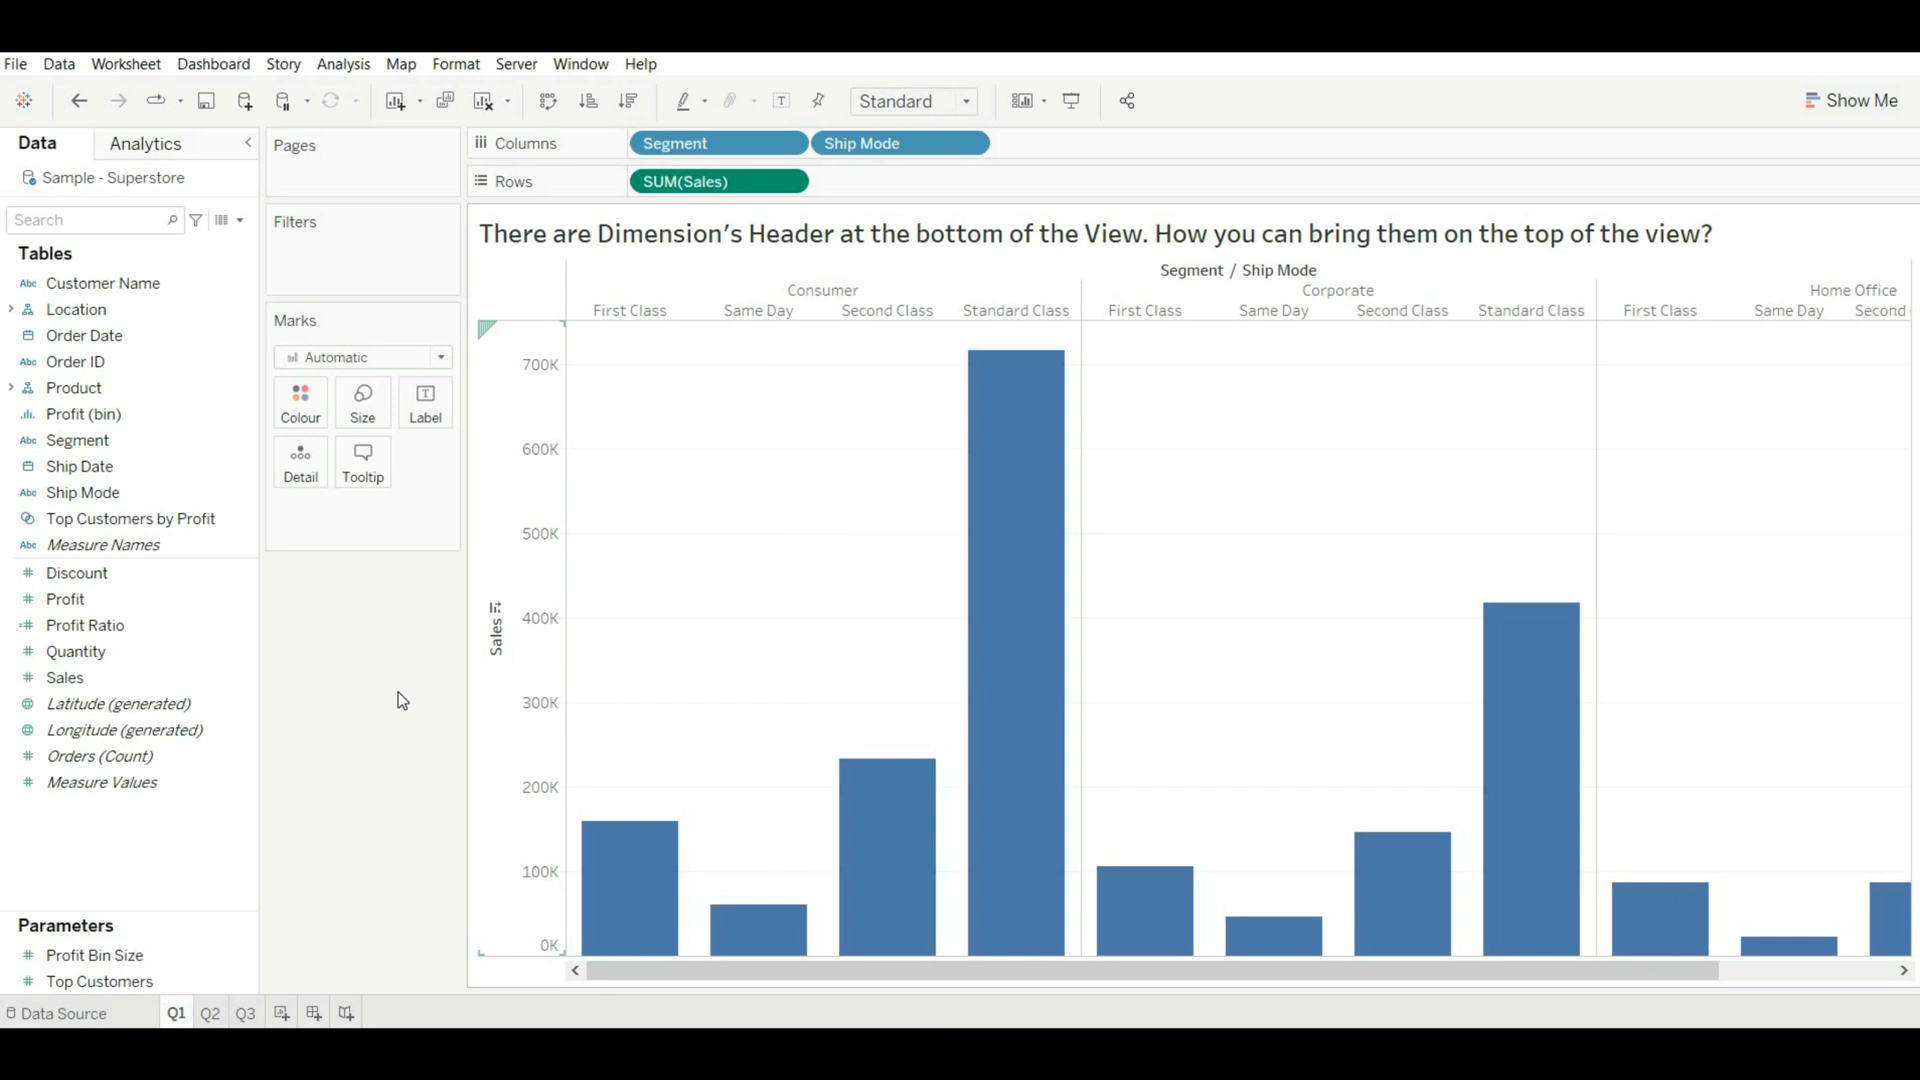 File Data Worksheet Dashboard Story Analysis Map Format Server Window Help
Standard
Show Me
Data Analytics
Sample - Superstore
Search
Tables
Abc Customer Name
Location
Order Date
Abc Order ID
Product
Profit (bin)
Abc Segment
Ship Date
Abc Ship Mode
Top Customers by Profit
Abc Measure Names
# Discount
# Profit
=# Profit Ratio
# Quantity
# Sales
Latitude (generated)
Longitude (generated)
# Orders (Count)
# Measure Values
Parameters
# Profit Bin Size
# Top Customers
Pages
Filters
Marks
Automatic
Colour Size Label
Detail Tooltip
Columns Segment Ship Mode
Rows SUM(Sales)
There are Dimension's Header at the bottom of the View. How you can bring them on the top of the view?
Segment / Ship Mode
Consumer Corporate Home Office
First Class Same Day Second Class Standard Class First Class Same Day Second Class Standard Class First Class Same Day Second
700K
600K
500K
400K
300K
200K
100K
0K
Sales
Data Source Q1 Q2 Q3